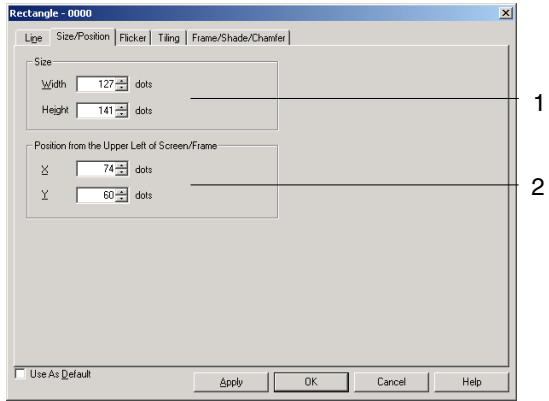 Rectangle - 0000
Line Size/Position Flicker Tiling Frame/Shade/Chamfer
Size
Width 127 dots
Height 141 dots
1
Position from the Upper Left of Screen/Frame
X 74 dots
Y 60 dots
2
Use As Default
Apply OK Cancel Help